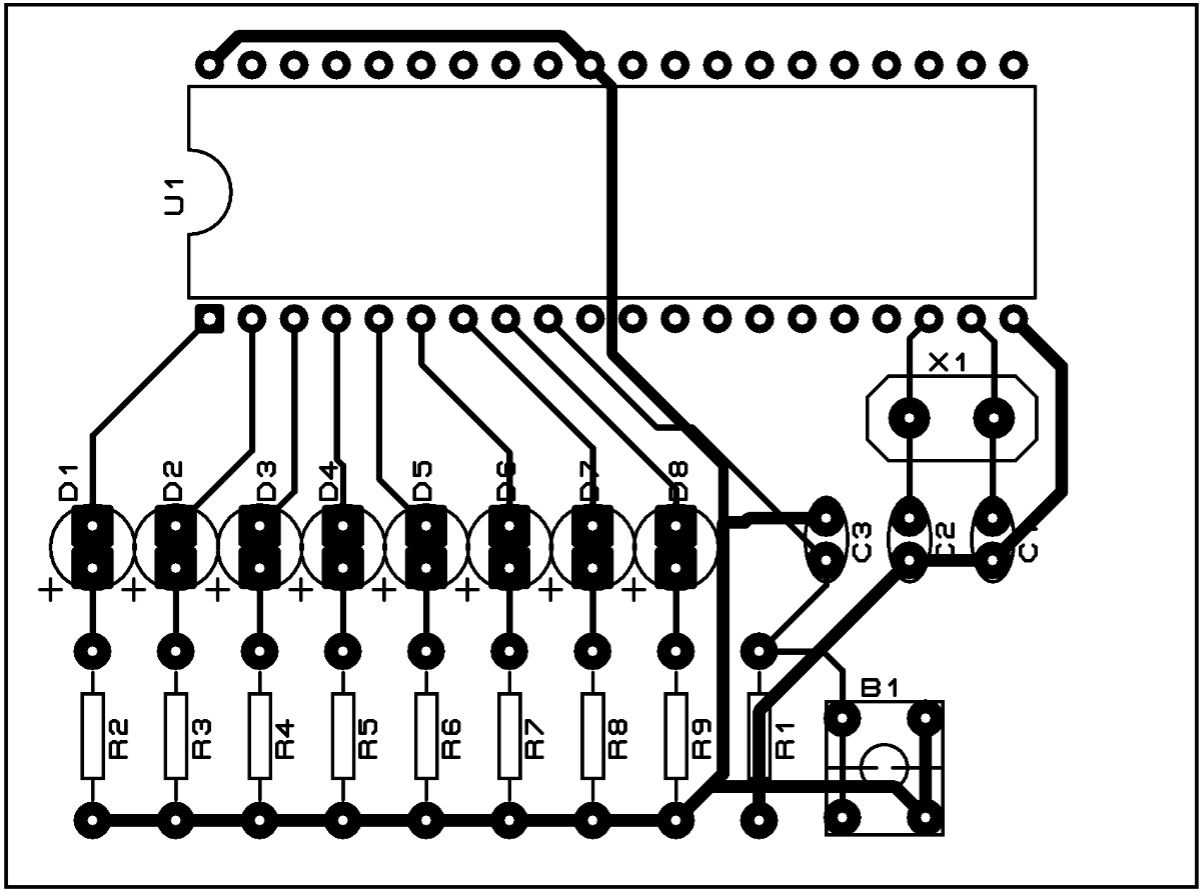 U1
X1
D1 D2 D3 D4 D5 D6 D7 D8
C3 C2
+ + + + + + + +
B1
R2 R3 R4 R5 R6 R7 R8 R9 R1